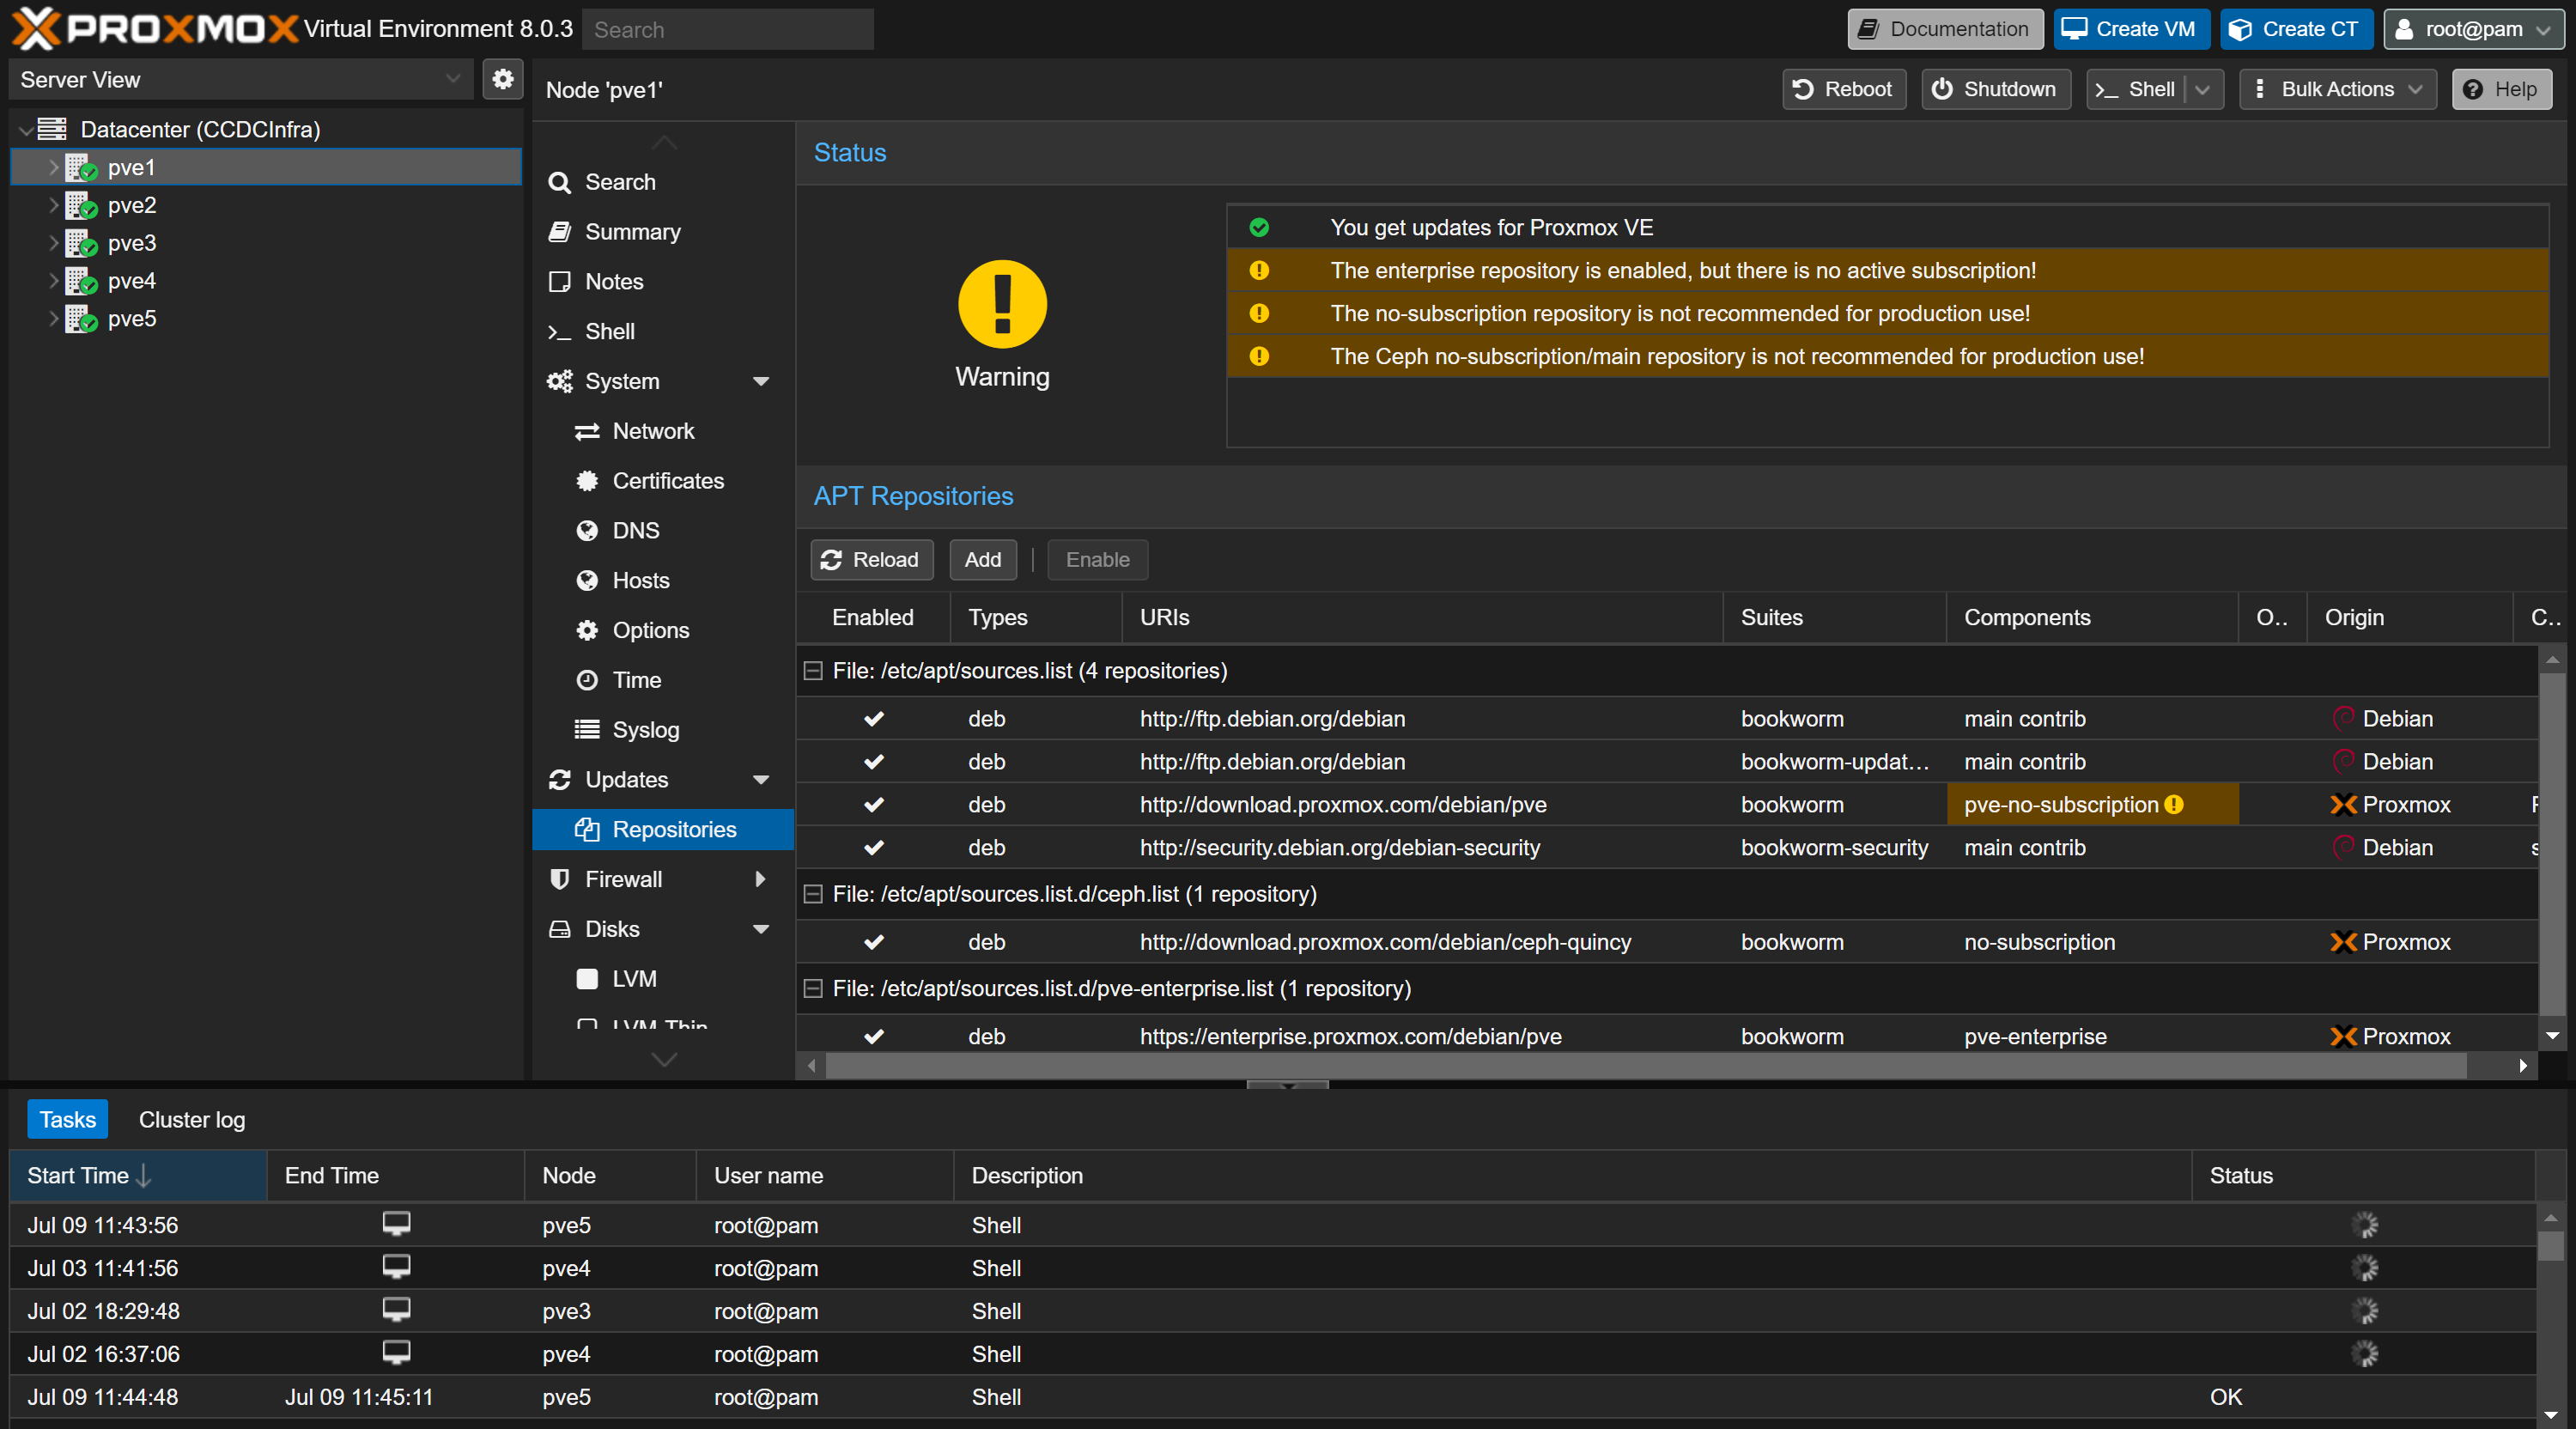 PROXMOX Virtual Environment 8.0.3 Search Documentation Create VM Create CT root@pam
Server View
Node 'pve1' Reboot Shutdown Shell Bulk Actions Help
Datacenter (CCDCInfra)
pve1
pve2
pve3
pve4
pve5
Search
Summary
Notes
Shell
System
Network
Certificates
DNS
Hosts
Options
Time
Syslog
Updates
Repositories
Firewall
Disks
LVM
LVM-Thin
Status
Warning
You get updates for Proxmox VE
The enterprise repository is enabled, but there is no active subscription!
The no-subscription repository is not recommended for production use!
The Ceph no-subscription/main repository is not recommended for production use!
APT Repositories
Reload Add Enable
Enabled Types URIs Suites Components O.. Origin C..
File: /etc/apt/sources.list (4 repositories)
deb http://ftp.debian.org/debian bookworm main contrib Debian
deb http://ftp.debian.org/debian bookworm-updat... main contrib Debian
deb http://download.proxmox.com/debian/pve bookworm pve-no-subscription Proxmox
deb http://security.debian.org/debian-security bookworm-security main contrib Debian
File: /etc/apt/sources.list.d/ceph.list (1 repository)
deb http://download.proxmox.com/debian/ceph-quincy bookworm no-subscription Proxmox
File: /etc/apt/sources.list.d/pve-enterprise.list (1 repository)
deb https://enterprise.proxmox.com/debian/pve bookworm pve-enterprise Proxmox
Tasks Cluster log
Start Time End Time Node User name Description Status
Jul 09 11:43:56 pve5 root@pam Shell
Jul 03 11:41:56 pve4 root@pam Shell
Jul 02 18:29:48 pve3 root@pam Shell
Jul 02 16:37:06 pve4 root@pam Shell
Jul 09 11:44:48 Jul 09 11:45:11 pve5 root@pam Shell OK